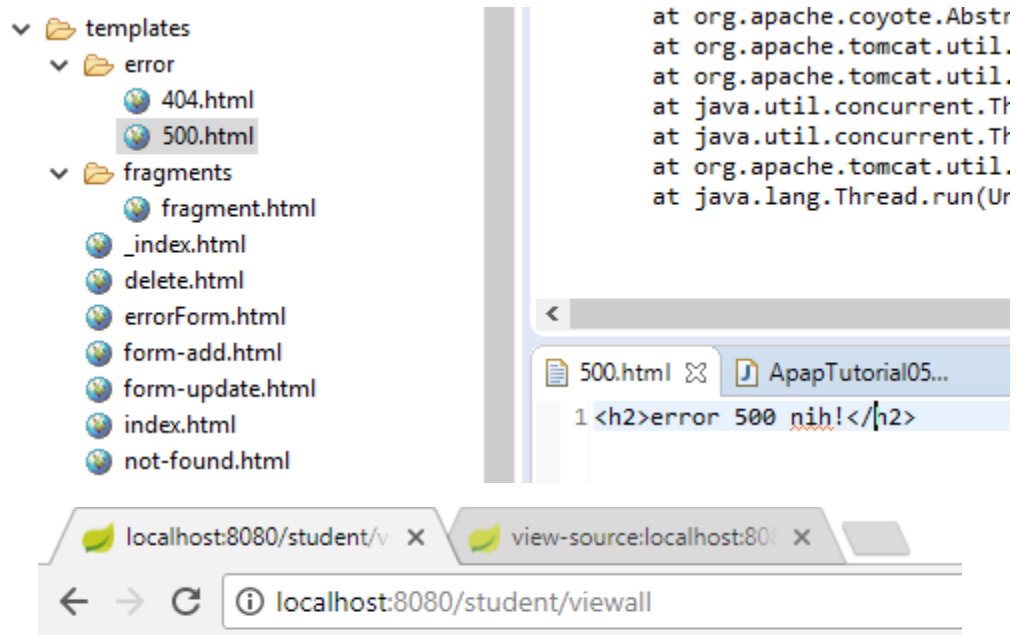 templates
error
404.html
500.html
fragments
fragment.html
_index.html
delete.html
errorForm.html
form-add.html
form-update.html
index.html
not-found.html
at org.apache.coyote.Abstr
at org.apache.tomcat.util.
at org.apache.tomcat.util.
at java.util.concurrent.Th
at java.util.concurrent.Th
at org.apache.tomcat.util.
at java.lang.Thread.run(Un
500.html ApapTutorial05...
1 <h2>error 500 nih!</h2>
localhost:8080/student/v view-source:localhost:808
localhost:8080/student/viewall